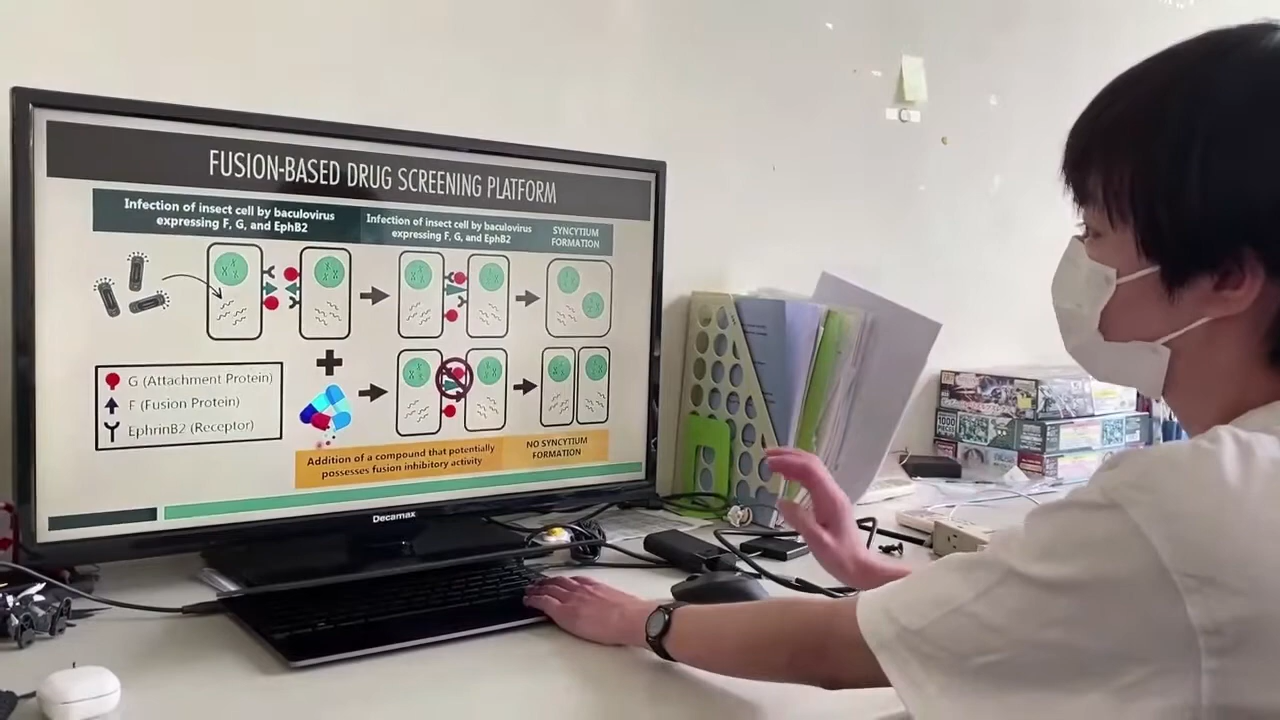 FUSION-BASED DRUG SCREENING PLATFORM
Infection of insect cell by baculovirus
expressing F, G, and EphB2
Infection of insect cell by baculovirus
expressing F, G, and EphB2
SYNCYTIUM
FORMATION
G (Attachment Protein)
F (Fusion Protein)
EphrinB2 (Receptor)
Addition of a compound that potentially
possesses fusion inhibitory activity
NO SYNCYTIUM
FORMATION
Decamax
1000